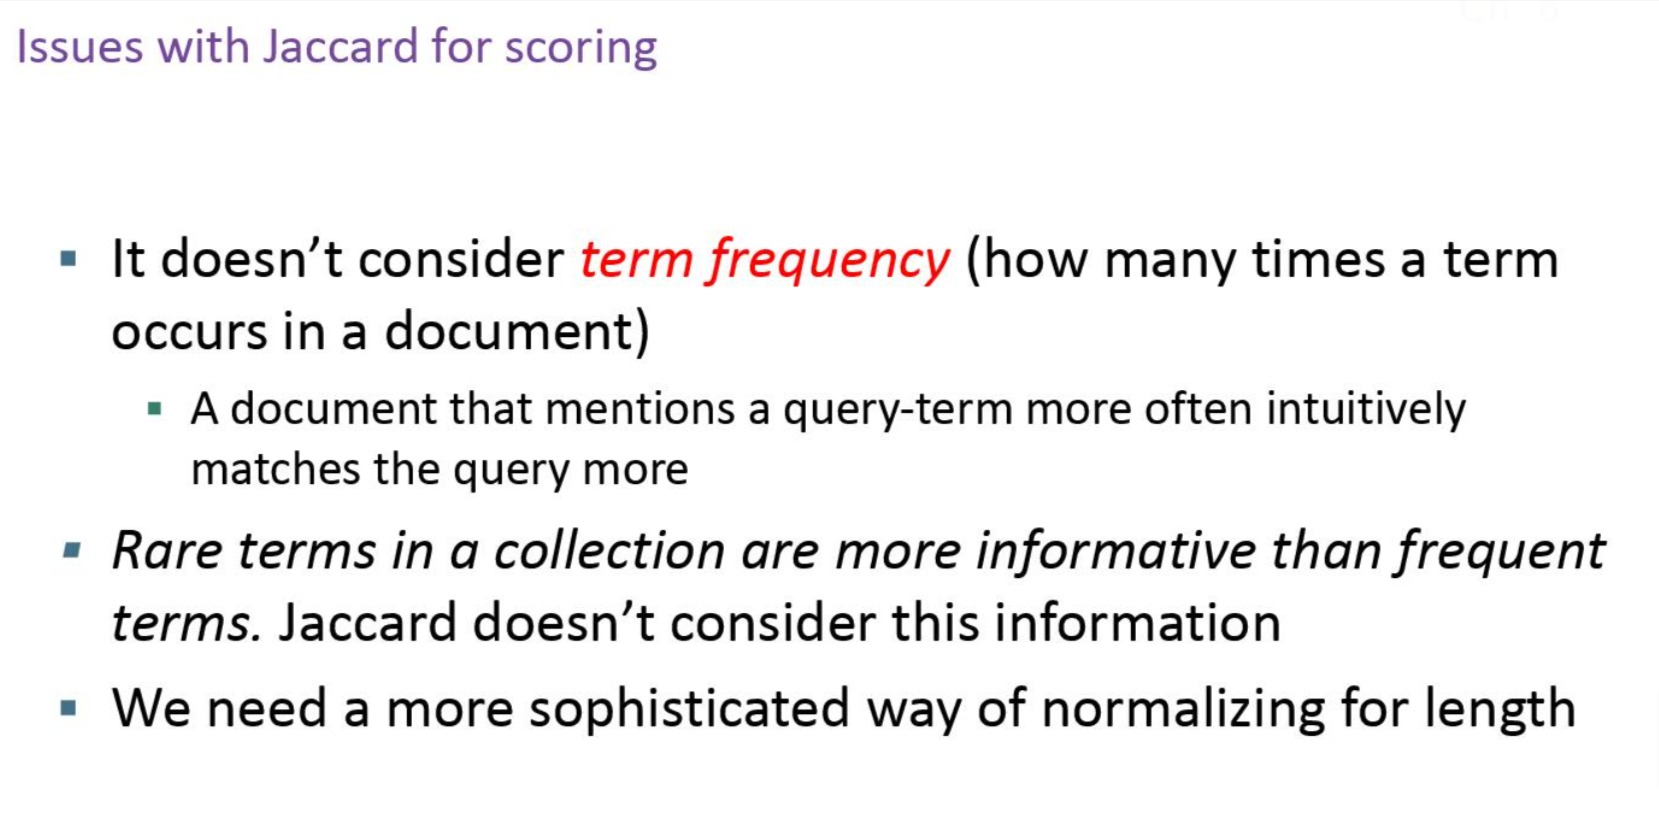 Issues with Jaccard for scoring
It doesn’t consider term frequency (how many times a term
occurs in a document)
A document that mentions a query-term more often intuitively
matches the query more
Rare terms in a collection are more informative than frequent
terms. Jaccard doesn’t consider this information
We need a more sophisticated way of normalizing for length